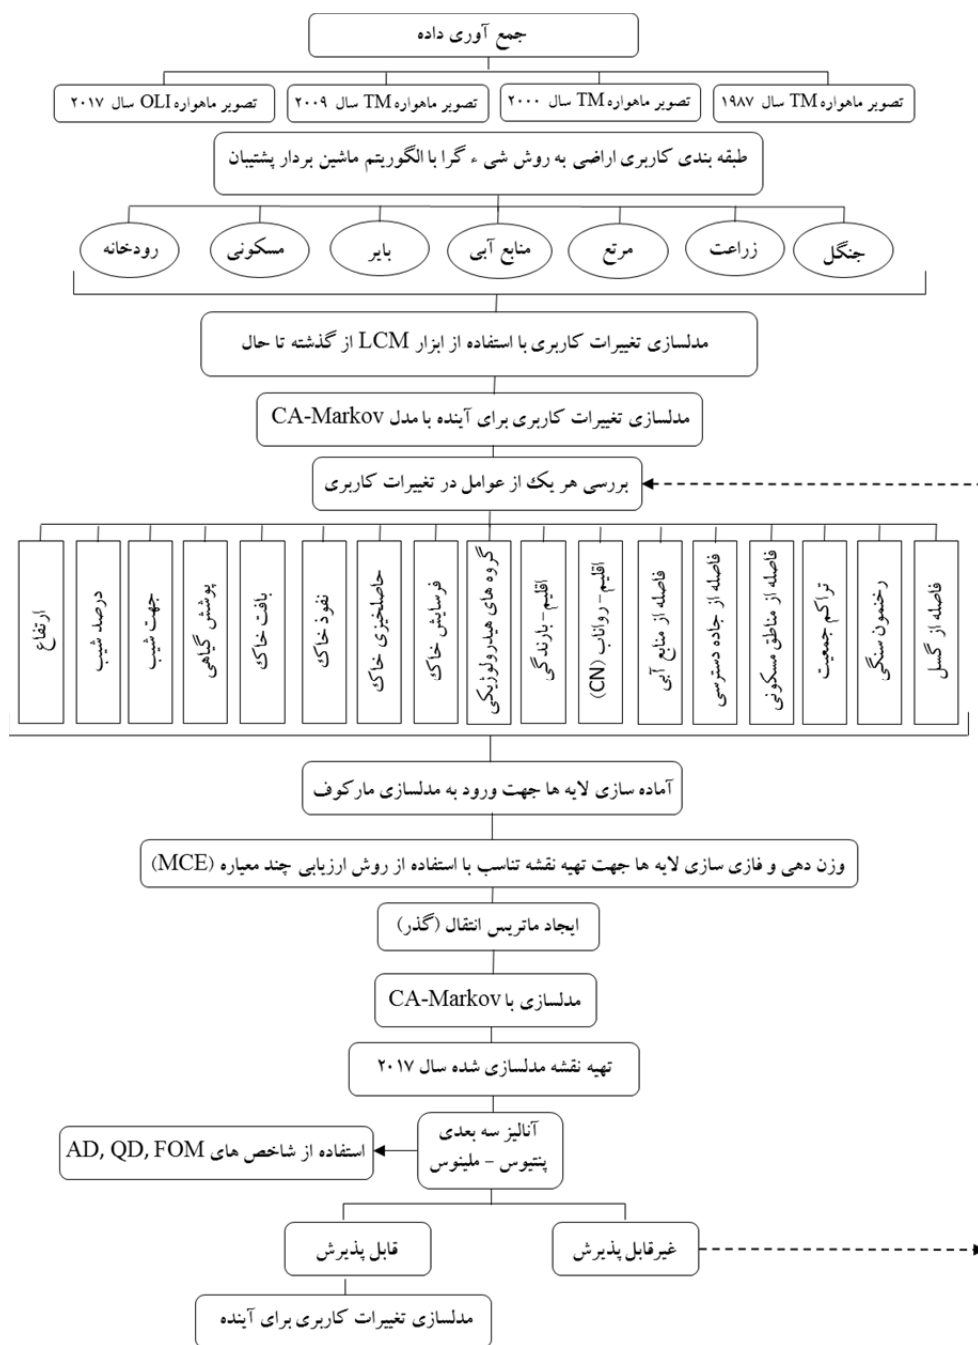 جمع آوری داده
تصویر ماهواره TM سال ۱۹۸۷
تصویر ماهواره TM سال ۲۰۰۰
تصویر ماهواره TM سال ۲۰۰۹
تصویر ماهواره OLI سال ۲۰۱۷
طبقه بندی کاربری اراضی به روش شی ء گرا با الگوریتم ماشین بردار پشتیبان
جنگل
زراعت
مرتع
منابع آبی
بایر
مسکونی
رودخانه
مدلسازی تغییرات کاربری با استفاده از ابزار LCM از گذشته تا حال
مدلسازی تغییرات کاربری برای آینده با مدل CA-Markov
بررسی هر یک از عوامل در تغییرات کاربری
فاصله از گسل
رخنمون سنگی
تراکم جمعیت
فاصله از مناطق مسکونی
فاصله از جاده دسترسی
فاصله از منابع آبی
اقلیم- رواناب (CN)
اقلیم-بارندگی
گروه های هیدرولوژیکی
فرسایش خاک
حاصلخیزی خاک
نفوذ خاک
بافت خاک
پوشش گیاهی
جهت شیب
درصد شیب
ارتفاع
آماده سازی لایه ها جهت ورود به مدلسازی مارکوف
وزن دهی و فازی سازی لایه ها جهت تهیه نقشه تناسب با استفاده از روش ارزیابی چند معیاره (MCE)
ایجاد ماتریس انتقال (گذر)
مدلسازی با CA-Markov
تهیه نقشه مدلسازی شده سال ۲۰۱۷
آنالیز سه بعدی
پنتیوس - ملینوس
استفاده از شاخص های AD, QD, FOM
غیرقابل پذیرش
قابل پذیرش
مدلسازی تغییرات کاربری برای آینده